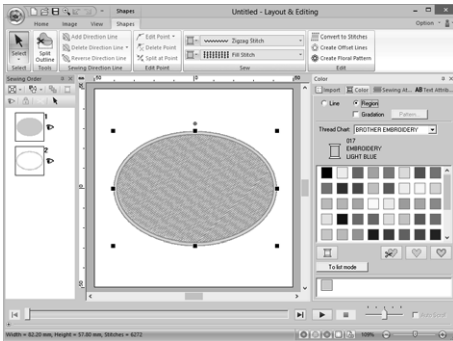 Shapes
Untitled - Layout & Editing
Home Image View Shapes
Option
Select
Split Outline
Add Direction Line
Delete Direction Line
Reverse Direction Line
Edit Point
Delete Point
Split at Point
Zigzag Stitch
Fill Stitch
Convert to Stitches
Create Offset Lines
Create Floral Pattern
Select Tools Sewing Direction Line Edit Point Sew Edit
Sewing Order
1
2
Color
Import Color Sewing At... Text Attrib...
Line Region
Gradation Pattern...
Thread Chart: BROTHER EMBROIDERY
017
EMBROIDERY
LIGHT BLUE
To list mode
Width = 82.20 mm, Height = 57.80 mm, Stitches = 6272
109%